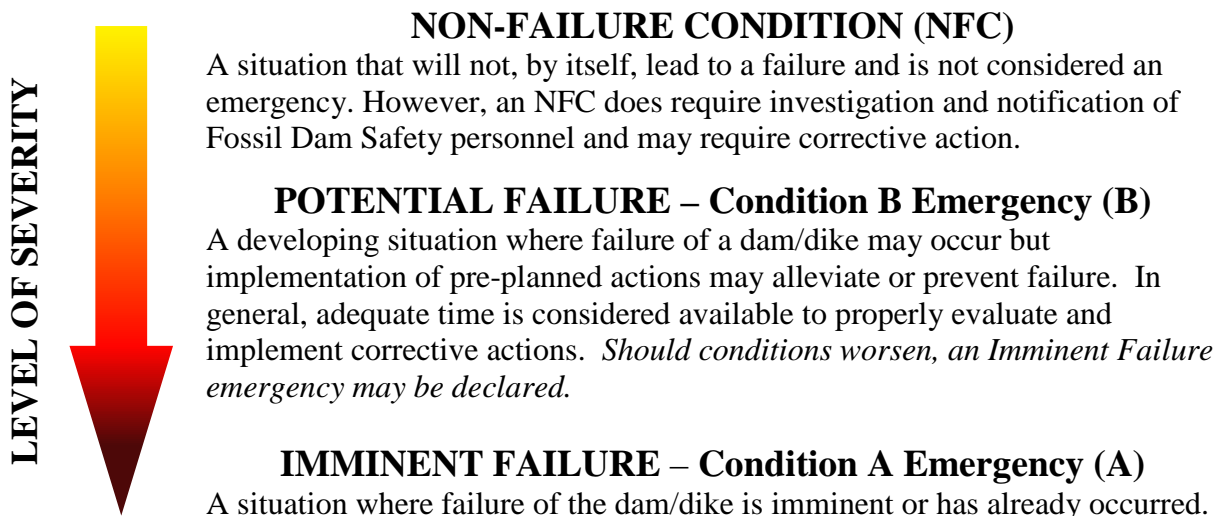 LEVEL OF SEVERITY
NON-FAILURE CONDITION (NFC)
A situation that will not, by itself, lead to a failure and is not considered an
emergency. However, an NFC does require investigation and notification of
Fossil Dam Safety personnel and may require corrective action.
POTENTIAL FAILURE – Condition B Emergency (B)
A developing situation where failure of a dam/dike may occur but
implementation of pre-planned actions may alleviate or prevent failure.  In
general, adequate time is considered available to properly evaluate and
implement corrective actions.  Should conditions worsen, an Imminent Failure
emergency may be declared.
IMMINENT FAILURE – Condition A Emergency (A)
A situation where failure of the dam/dike is imminent or has already occurred.